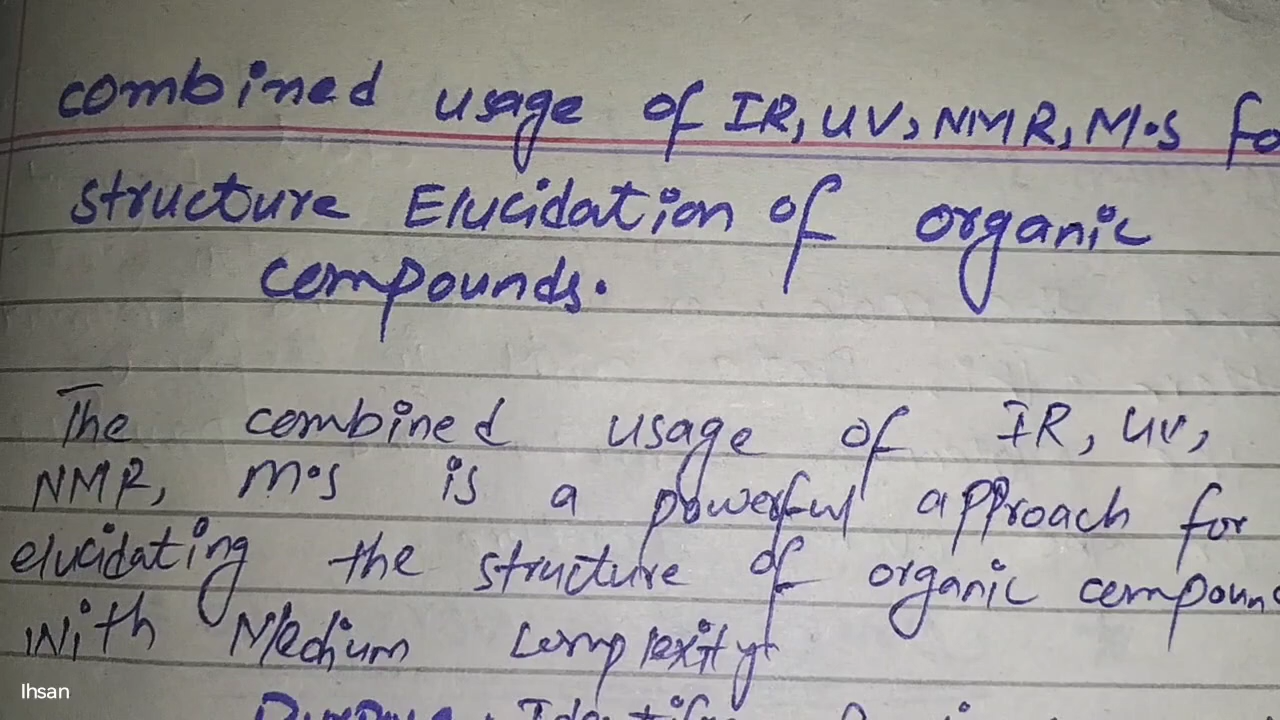 combined usage of IR, UV, NMR, M.S fo
structure Elucidation of organic
compounds.
The combined usage of IR, UV,
NMR, M.S is a powerful approach for
elucidating the structure of organic compoun
with Medium complexity
Ihsan